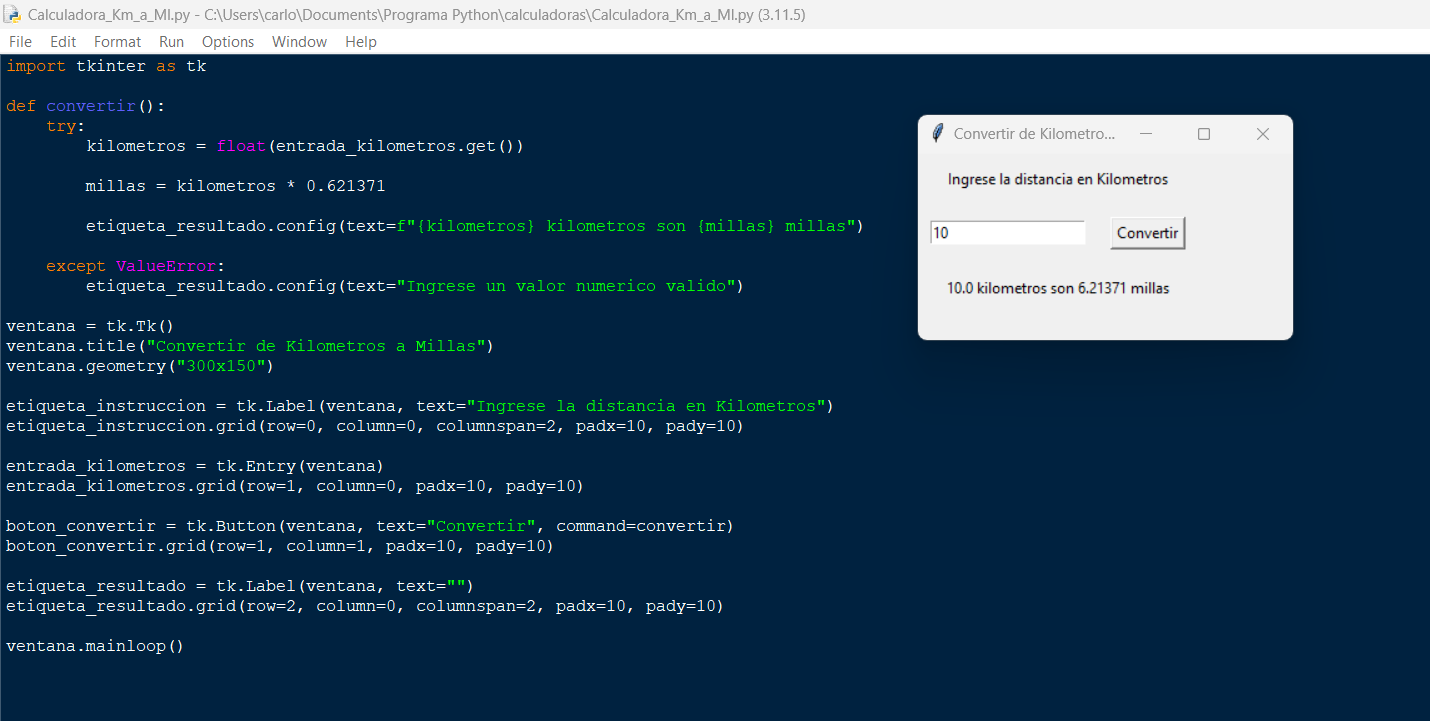 Calculadora_Km_a_MI.py - C:\Users\carlo\Documents\Programa Python\calculadoras\Calculadora_Km_a_MI.py (3.11.5)
File Edit Format Run Options Window Help
import tkinter as tk
def convertir():
    try:
        kilometros = float(entrada_kilometros.get())
        millas = kilometros * 0.621371
        etiqueta_resultado.config(text=f"{kilometros} kilometros son {millas} millas")
    except ValueError:
        etiqueta_resultado.config(text="Ingrese un valor numerico valido")
ventana = tk.Tk()
ventana.title("Convertir de Kilometros a Millas")
ventana.geometry("300x150")
etiqueta_instruccion = tk.Label(ventana, text="Ingrese la distancia en Kilometros")
etiqueta_instruccion.grid(row=0, column=0, columnspan=2, padx=10, pady=10)
entrada_kilometros = tk.Entry(ventana)
entrada_kilometros.grid(row=1, column=0, padx=10, pady=10)
boton_convertir = tk.Button(ventana, text="Convertir", command=convertir)
boton_convertir.grid(row=1, column=1, padx=10, pady=10)
etiqueta_resultado = tk.Label(ventana, text="")
etiqueta_resultado.grid(row=2, column=0, columnspan=2, padx=10, pady=10)
ventana.mainloop()
Convertir de Kilometro...
Ingrese la distancia en Kilometros
10 Convertir
10.0 kilometros son 6.21371 millas